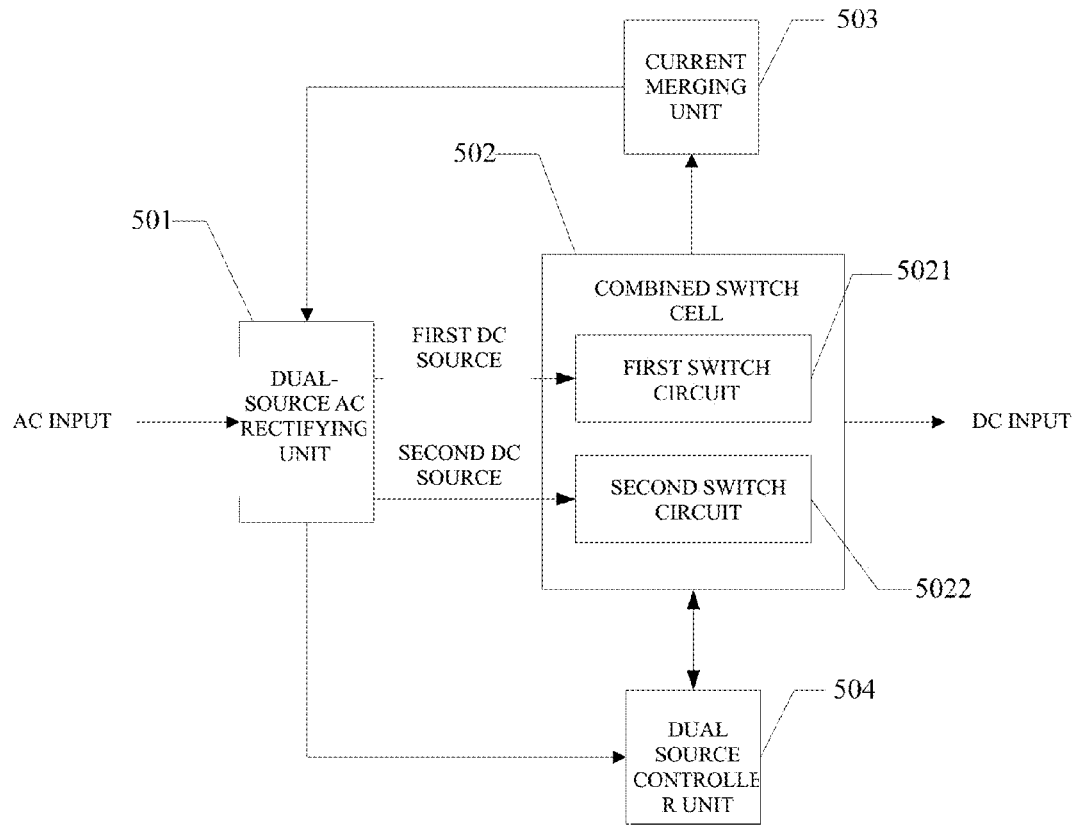 503
CURRENT
MERGING
UNIT
502
501
5021
COMBINED SWITCH
CELL
FIRST DC
SOURCE
FIRST SWITCH
CIRCUIT
DUAL-
SOURCE AC
RECTIFYING
UNIT
AC INPUT
DC INPUT
SECOND DC
SOURCE
SECOND SWITCH
CIRCUIT
5022
504
DUAL
SOURCE
CONTROLLE
R UNIT